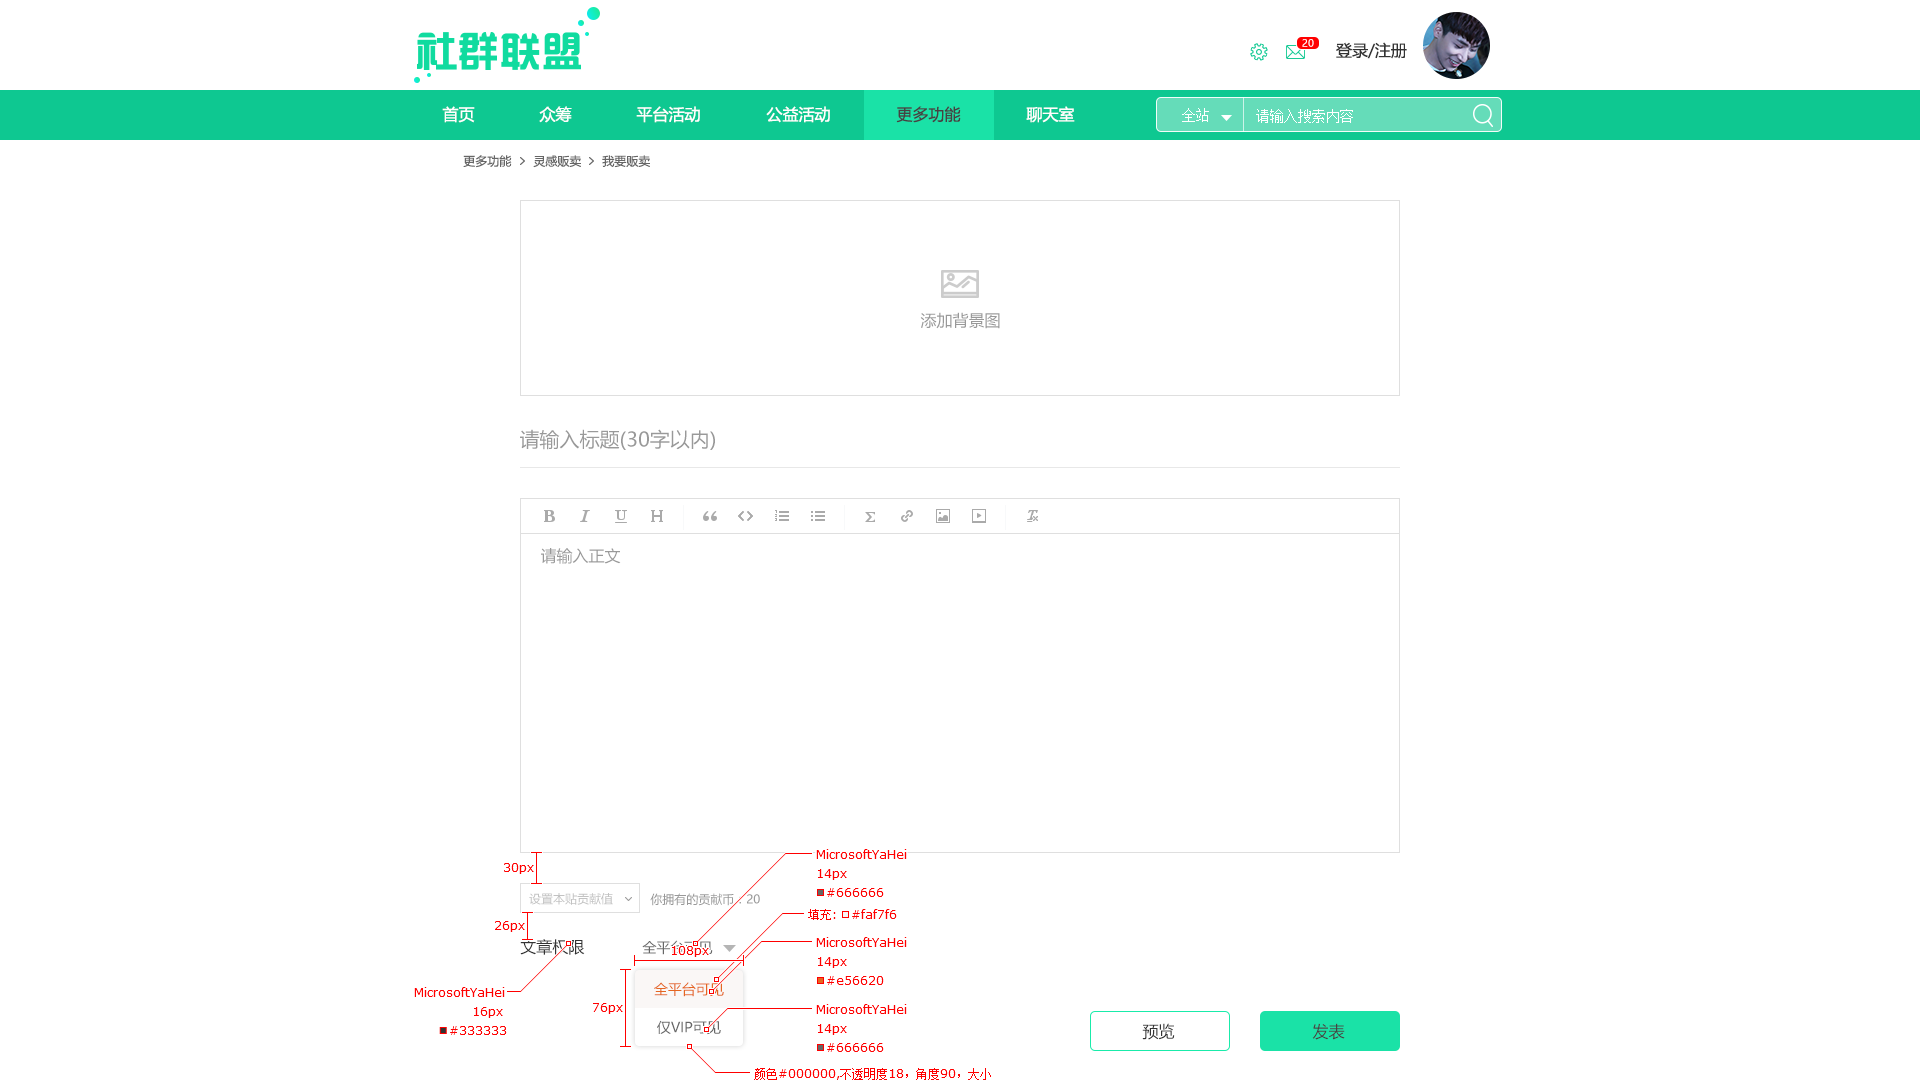 社群联盟
20
登录/注册
首页 众筹 平台活动 公益活动 更多功能 聊天室 全站 请输入搜索内容
更多功能 > 灵感贩卖 > 我要贩卖
添加背景图
请输入标题(30字以内)
B I U H
请输入正文
30px
MicrosoftYaHei
14px
#666666
设置本贴贡献值
你拥有的贡献币：20
填充: #faf7f6
26px
文章权限
全平台可见
108px
MicrosoftYaHei
14px
#e56620
全平台可见
76px
仅VIP可见
MicrosoftYaHei
16px
#333333
MicrosoftYaHei
14px
#666666
颜色#000000,不透明度18，角度90，大小
预览
发表